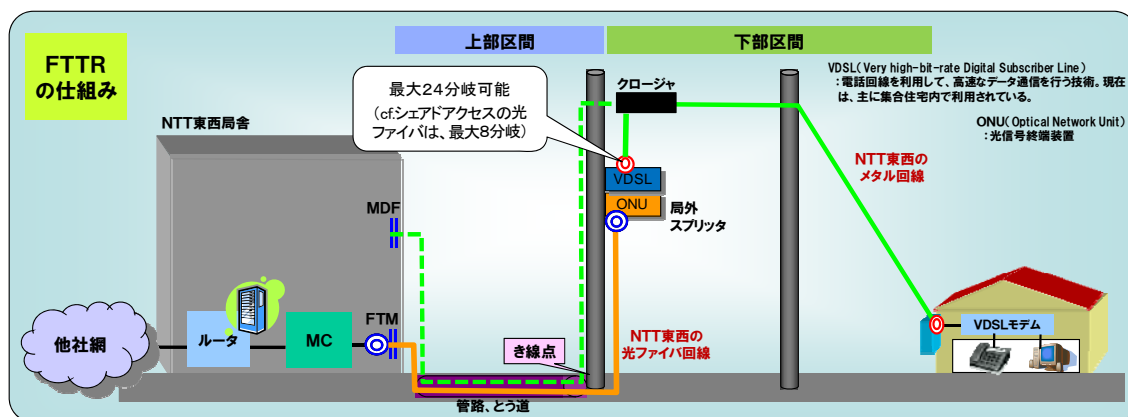 FTTR
の仕組み
上部区間
下部区間
VDSL(Very high-bit-rate Digital Subscriber Line)
：電話回線を利用して、高速なデータ通信を行う技術。現在
は、主に集合住宅内で利用されている。
ONU(Optical Network Unit)
：光信号終端装置
最大24分岐可能
(cf.シェアドアクセスの光
ファイバは、最大8分岐)
クロージャ
NTT東西局舎
NTT東西の
メタル回線
VDSL
ONU
局外
スプリッタ
MDF
FTM
他社網
ルータ
MC
き線点
NTT東西の
光ファイバ回線
VDSLモデム
管路、とう道